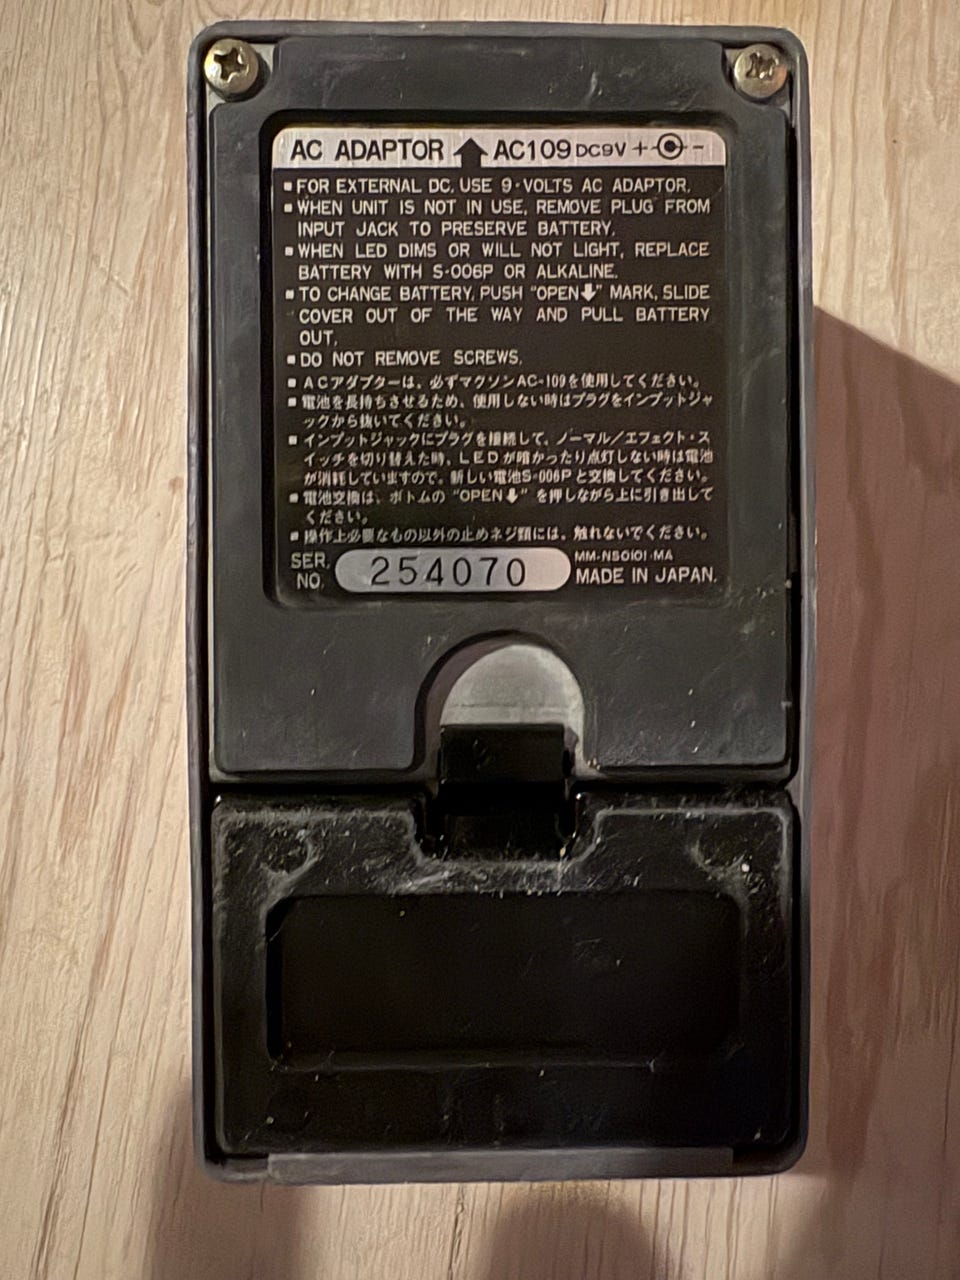 AC ADAPTOR ⬆ AC109 DC9V + -
▪ FOR EXTERNAL DC, USE 9-VOLTS AC ADAPTOR.
▪ WHEN UNIT IS NOT IN USE, REMOVE PLUG FROM
INPUT JACK TO PRESERVE BATTERY.
▪ WHEN LED DIMS OR WILL NOT LIGHT, REPLACE
BATTERY WITH S-006P OR ALKALINE.
▪ TO CHANGE BATTERY, PUSH "OPEN⬇" MARK, SLIDE
COVER OUT OF THE WAY AND PULL BATTERY
OUT.
▪ DO NOT REMOVE SCREWS.
▪ ACアダプターは、必ずマクソンAC-109を使用してください。
▪ 電池を長持ちさせるため、使用しない時はプラグをインプットジャ
ックから抜いてください。
▪ インプットジャックにプラグを接続して、ノーマル/エフェクト・ス
イッチを切り替えた時、LEDが暗かったり点灯しない時は電池
が消耗していますので、新しい電池S-006Pと交換してください。
▪ 電池交換は、ボトムの "OPEN⬇" を押しながら上に引き出して
ください。
▪ 操作上必要なもの以外の止めネジ類には、触れないでください。
SER. NO. 254070
MM-NS0101-MA
MADE IN JAPAN.